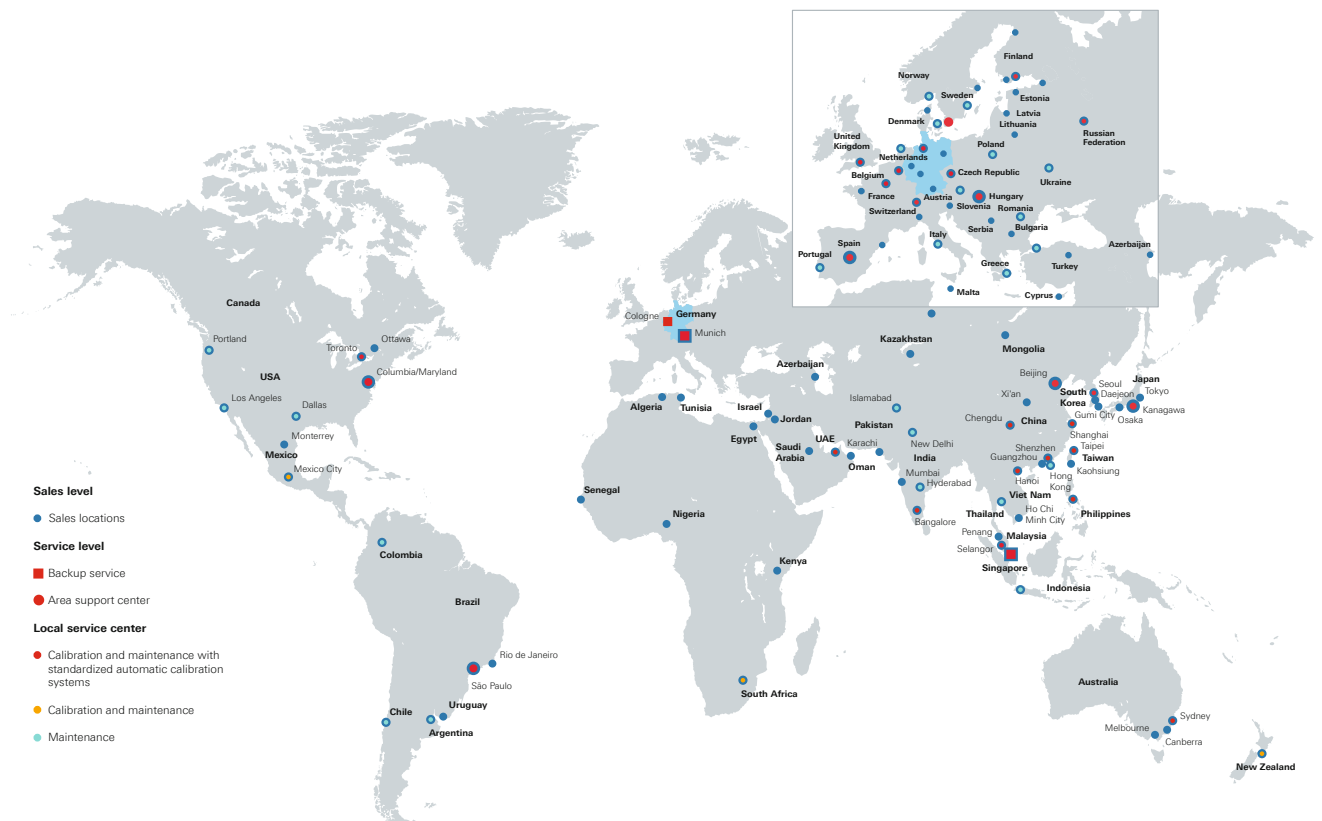 Finland
Norway
Sweden
Estonia
Latvia
Denmark
Lithuania
United
Kingdom
Russian
Federation
Poland
Netherlands
Belgium
Czech Republic
Ukraine
France
Austria
Hungary
Switzerland
Slovenia
Romania
Serbia
Bulgaria
Italy
Spain
Portugal
Azerbaijan
Greece
Turkey
Malta
Cyprus
Canada
Portland
Toronto
Ottawa
USA
Columbia/Maryland
Los Angeles
Dallas
Monterrey
Mexico
Mexico City
Colombia
Brazil
Rio de Janeiro
São Paulo
Chile
Uruguay
Argentina
Cologne
Germany
Munich
Algeria
Tunisia
Israel
Jordan
Egypt
Saudi
Arabia
UAE
Oman
Azerbaijan
Senegal
Nigeria
Kenya
South Africa
Kazakhstan
Mongolia
Islamabad
Pakistan
Karachi
New Delhi
India
Mumbai
Hyderabad
Bangalore
Beijing
Xi'an
Chengdu
China
South
Korea
Seoul
Daejeon
Gumi City
Japan
Tokyo
Kanagawa
Osaka
Shanghai
Taipei
Taiwan
Kaohsiung
Shenzhen
Guangzhou
Hong
Kong
Hanoi
Viet Nam
Ho Chi
Minh City
Thailand
Philippines
Penang
Malaysia
Selangor
Singapore
Indonesia
Australia
Sydney
Melbourne
Canberra
New Zealand
Sales level
Sales locations
Service level
Backup service
Area support center
Local service center
Calibration and maintenance with
standardized automatic calibration
systems
Calibration and maintenance
Maintenance